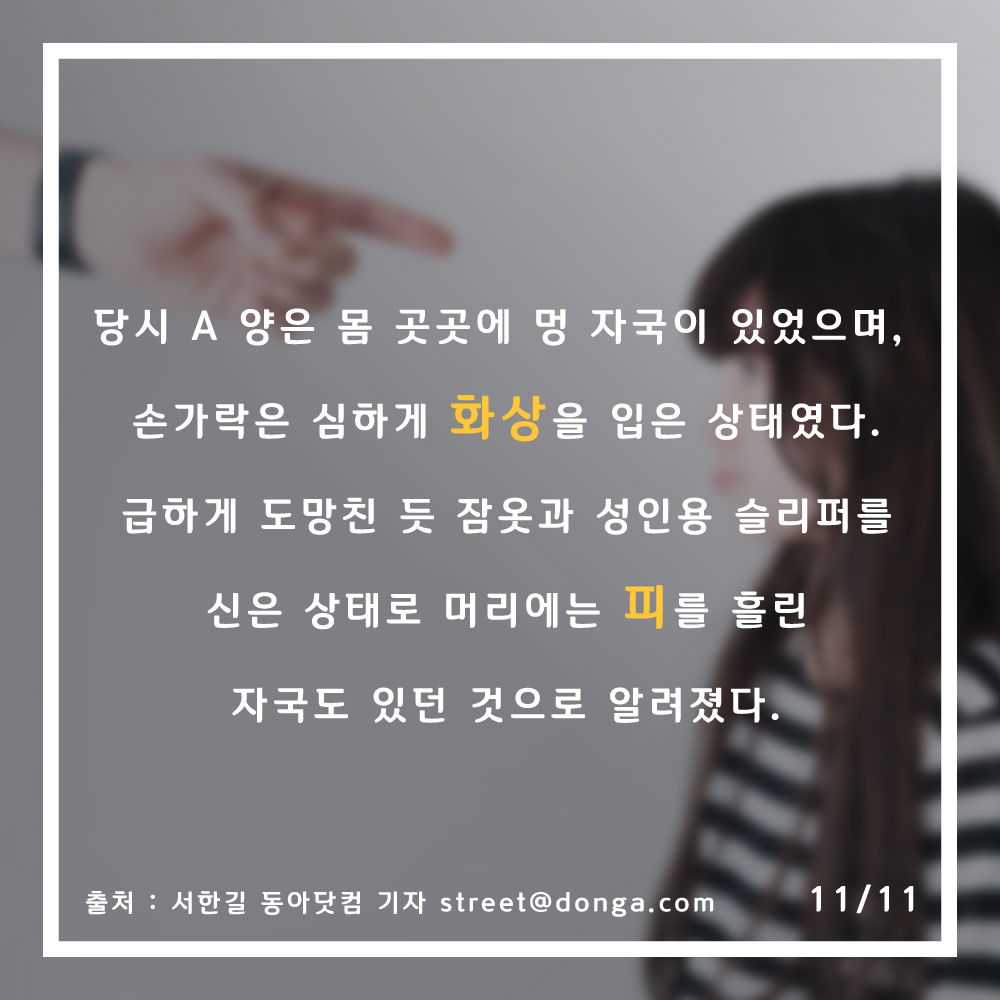 당시 A 양은 몸 곳곳에 멍 자국이 있었으며,
손가락은 심하게 화상을 입은 상태였다.
급하게 도망친 듯 잠옷과 성인용 슬리퍼를
신은 상태로 머리에는 피를 흘린
자국도 있던 것으로 알려졌다.
출처 : 서한길 동아닷컴 기자 street@donga.com
11/11